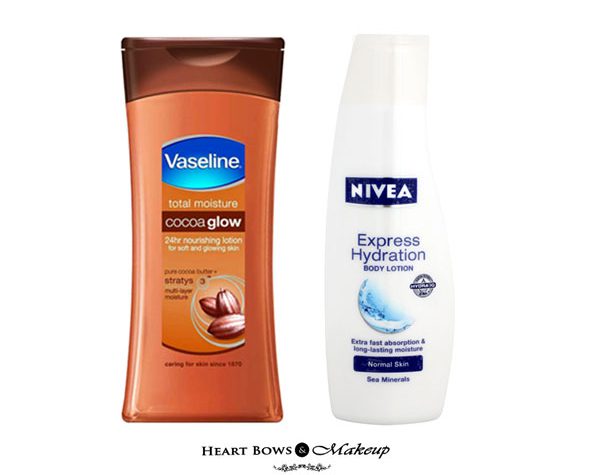 Vaseline
total moisture
cocoa glow
24hr nourishing lotion
for soft and glowing skin
pure cocoa butter +
stratys 3
multi-layer
moisture
caring for skin since 1870
NIVEA
Express
Hydration
BODY LOTION
HYDRA IQ
Extra fast absorption &
long-lasting moisture
Normal Skin
Sea Minerals
HEART BOWS & Makeup